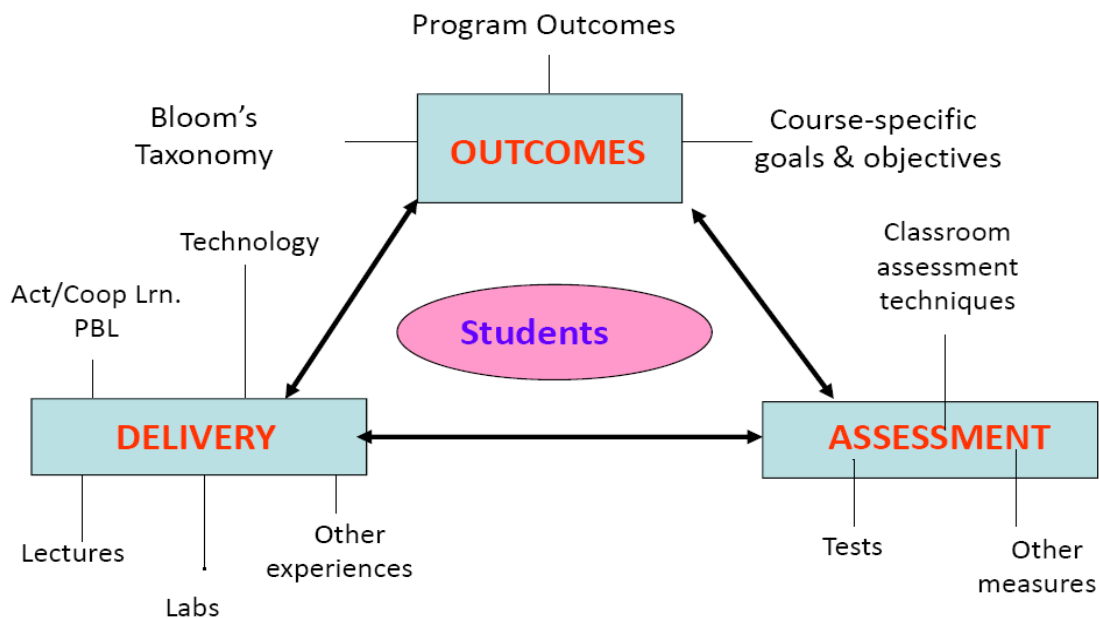 Program Outcomes
Bloom's
Taxonomy
OUTCOMES
Course-specific
goals & objectives
Technology
Act/Coop Lrn.
PBL
Classroom
assessment
techniques
Students
DELIVERY
ASSESSMENT
Lectures
Labs
Other
experiences
Tests
Other
measures